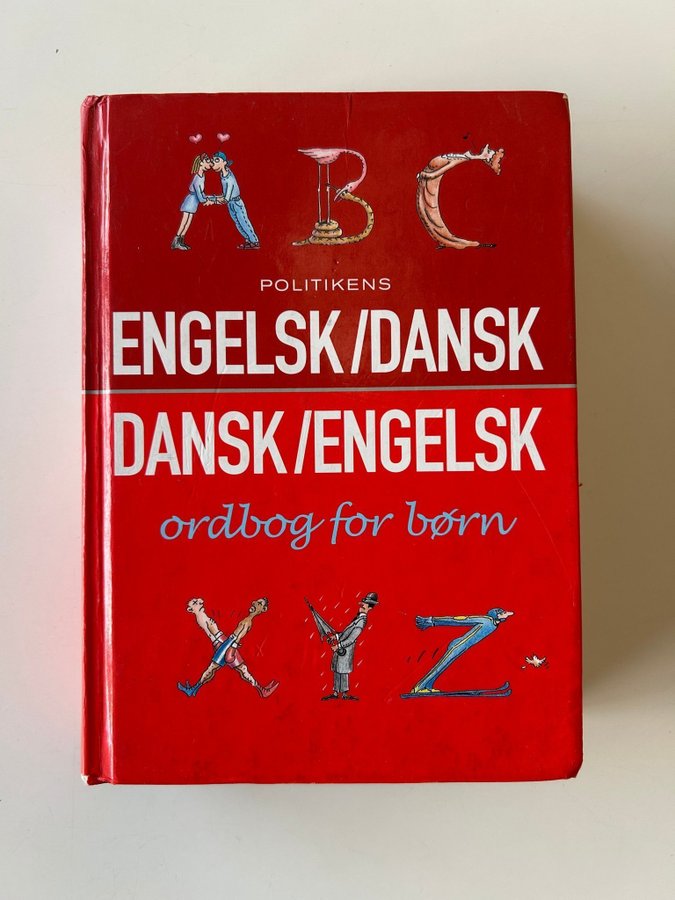 ABC
POLITIKENS
ENGELSK/DANSK
DANSK/ENGELSK
ordbog for børn
XYZ